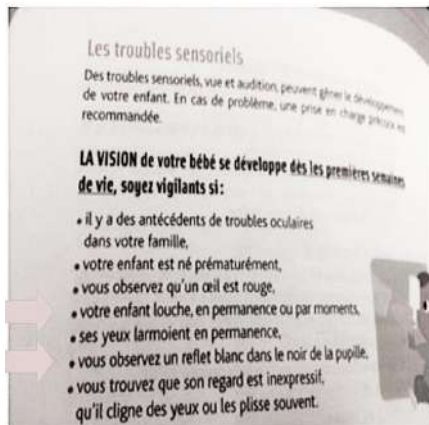 Les troubles sensoriels
Des troubles sensoriels, vue et audition, peuvent gêner le développement
de votre enfant. En cas de problème, une prise en charge précoce est
recommandée.
LA VISION de votre bébé se développe dès les premières semaines
de vie, soyez vigilants si :
• il y a des antécédents de troubles oculaires
dans votre famille,
• votre enfant est né prématurément,
• vous observez qu'un œil est rouge,
• votre enfant louche, en permanence ou par moments,
• ses yeux larmoient en permanence,
• vous observez un reflet blanc dans le noir de la pupille,
• vous trouvez que son regard est inexpressif,
qu'il cligne des yeux ou les plisse souvent.